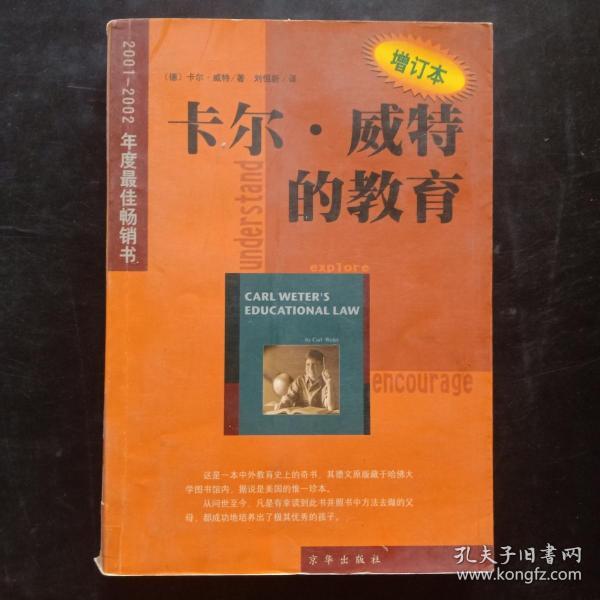 2001-2002 年度最佳畅销书
增订本
(德) 卡尔·威特/著 刘恒新/译
卡尔·威特
的教育
understand
explore
CARL WETER'S
EDUCATIONAL LAW
by Carl Weter
encourage
这是一本中外教育史上的奇书，其德文原版藏于哈佛大
学图书馆内，据说是美国的惟一珍本。
从问世至今，凡是有幸读到此书并照书中方法去做的父
母，都成功地培养出了极其优秀的孩子。
京华出版社
孔夫子旧书网
www.kongfz.com